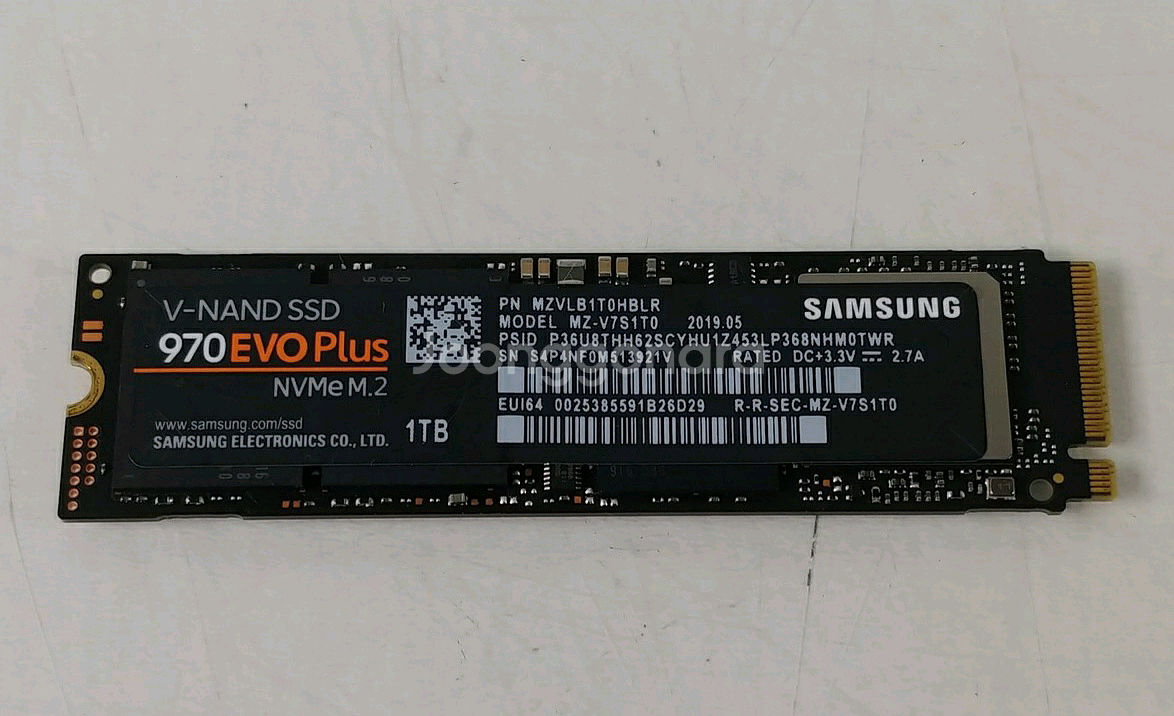 V-NAND SSD
970 EVO Plus
NVMe M.2
www.samsung.com/ssd
SAMSUNG ELECTRONICS CO., LTD.
1TB
PN MZVLB1T0HBLR
MODEL MZ-V7S1T0 2019.05
PSID P36U8THH62SCYHU1Z453LP368NHM0TWR
SN S4P4NF0M513921V RATED DC+3.3V ⎓ 2.7A
EUI64 0025385591B26D29 R-R-SEC-MZ-V7S1T0
SAMSUNG
joonggonara